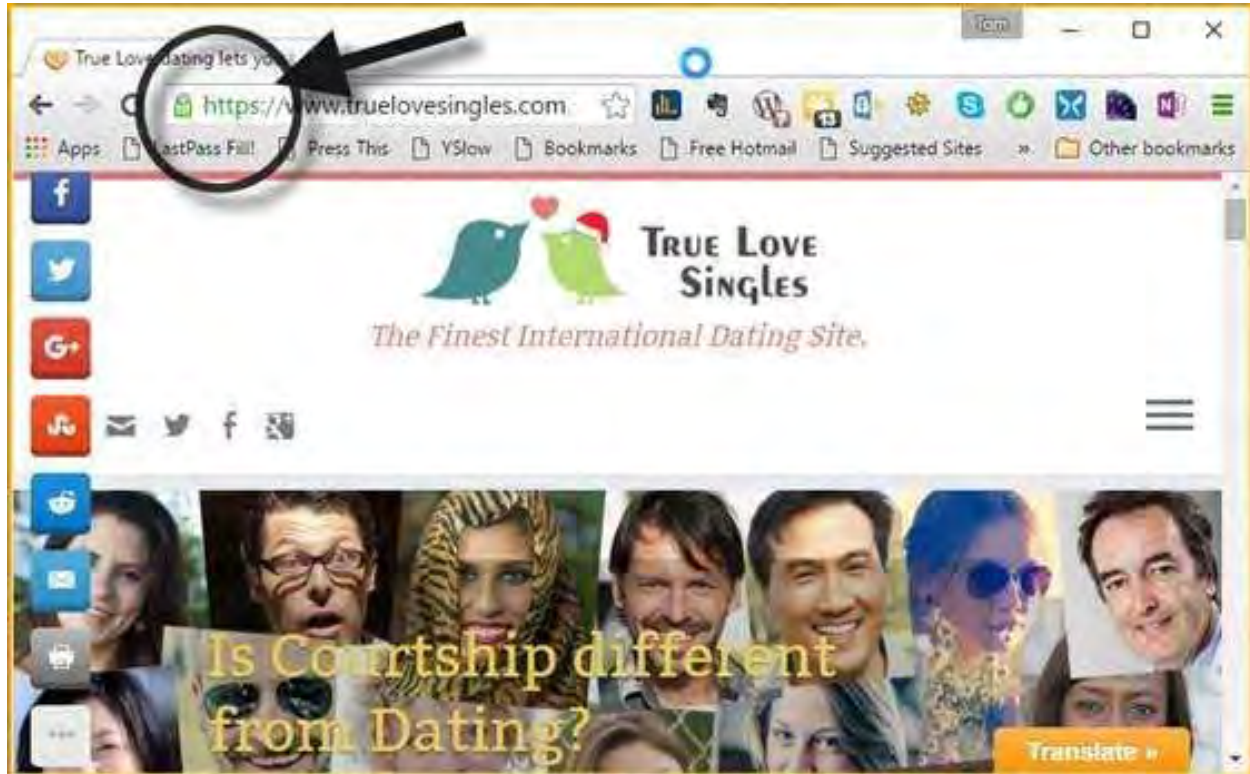 Tom
True Love dating lets yo
https://www.truelovesingles.com
Apps LastPass Fill! Press This YSlow Bookmarks Free Hotmail Suggested Sites » Other bookmarks
TRUE LOVE
SINGLES
The Finest International Dating Site.
Is Courtship different
from Dating?
Translate »